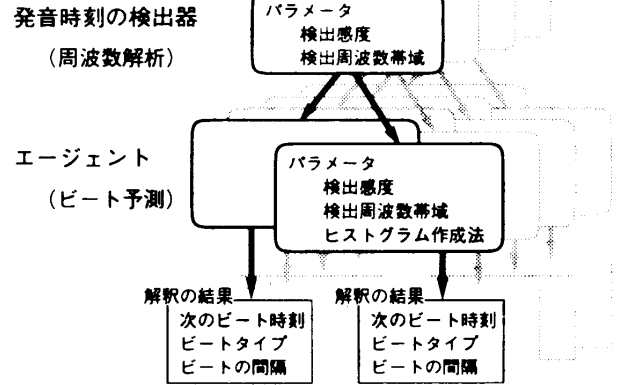 発音時刻の検出器
（周波数解析）
パラメータ
検出感度
検出周波数帯域
エージェント
（ビート予測）
パラメータ
検出感度
検出周波数帯域
ヒストグラム作成法
解釈の結果
次のビート時刻
ビートタイプ
ビートの間隔
解釈の結果
次のビート時刻
ビートタイプ
ビートの間隔